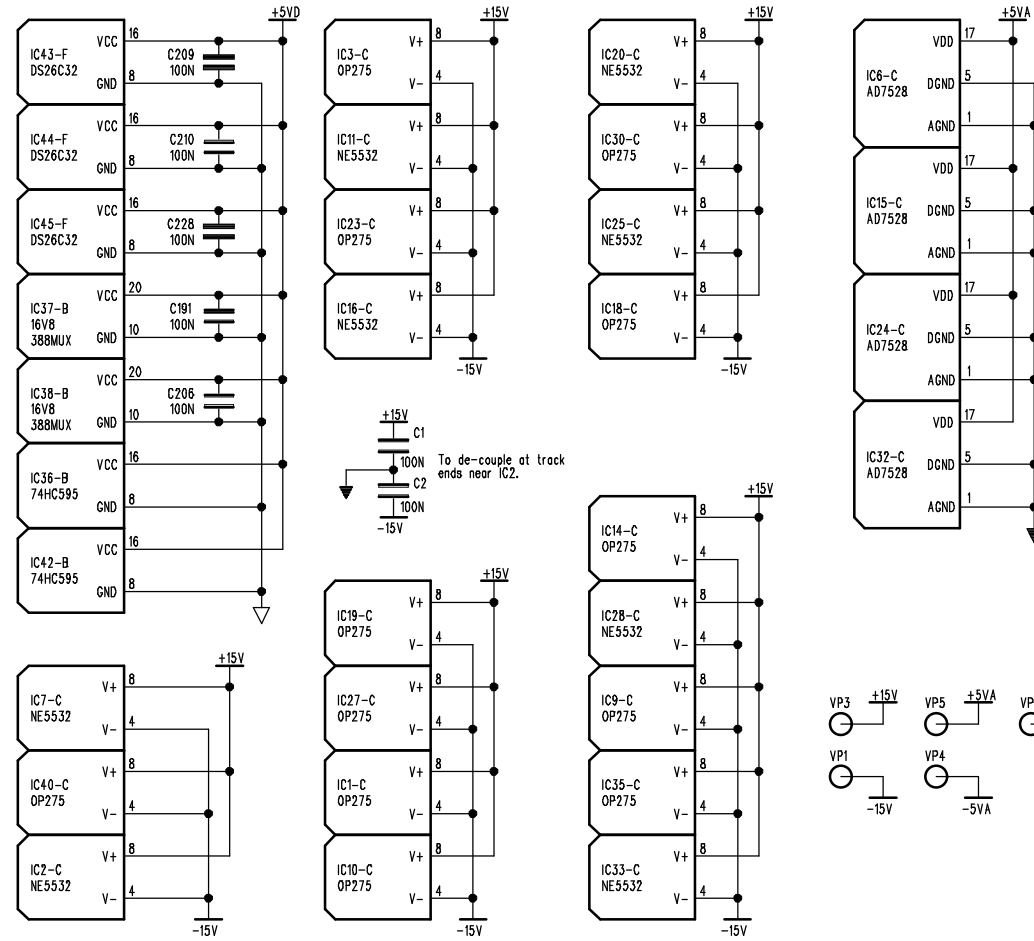 +5VD
IC43-F
DS26C32
VCC 16
GND 8
C209
100N
IC44-F
DS26C32
VCC 16
GND 8
C210
100N
IC45-F
DS26C32
VCC 16
GND 8
C228
100N
IC37-B
16V8
388MUX
VCC 20
GND 10
C191
100N
IC38-B
16V8
388MUX
VCC 20
GND 10
C206
100N
IC36-B
74HC595
VCC 16
GND 8
IC42-B
74HC595
VCC 16
GND 8
+15V
IC7-C
NE5532
V+ 8
V- 4
IC40-C
OP275
V+ 8
V- 4
IC2-C
NE5532
V+ 8
V- 4
-15V
+15V
IC3-C
OP275
V+ 8
V- 4
IC11-C
NE5532
V+ 8
V- 4
IC23-C
OP275
V+ 8
V- 4
IC16-C
NE5532
V+ 8
V- 4
-15V
+15V
C1
100N
C2
100N
-15V
To de-couple at track
ends near IC2.
+15V
IC19-C
OP275
V+ 8
V- 4
IC27-C
OP275
V+ 8
V- 4
IC1-C
OP275
V+ 8
V- 4
IC10-C
OP275
V+ 8
V- 4
-15V
+15V
IC20-C
NE5532
V+ 8
V- 4
IC30-C
OP275
V+ 8
V- 4
IC25-C
NE5532
V+ 8
V- 4
IC18-C
OP275
V+ 8
V- 4
-15V
+15V
IC14-C
OP275
V+ 8
V- 4
IC28-C
NE5532
V+ 8
V- 4
IC9-C
OP275
V+ 8
V- 4
IC35-C
OP275
V+ 8
V- 4
IC33-C
NE5532
V+ 8
V- 4
-15V
+5VA
IC6-C
AD7528
VDD 17
DGND 5
AGND 1
IC15-C
AD7528
VDD 17
DGND 5
AGND 1
IC24-C
AD7528
VDD 17
DGND 5
AGND 1
IC32-C
AD7528
VDD 17
DGND 5
AGND 1
VP3 +15V
VP5 +5VA
VP
VP1
-15V
VP4
-5VA